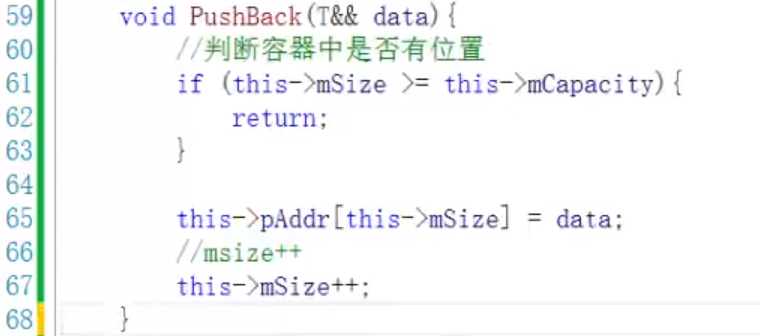 59 void PushBack(T&& data){
60 //判断容器中是否有位置
61 if (this->mSize >= this->mCapacity){
62 return;
63 }
64
65 this->pAddr[this->mSize] = data;
66 //msize++
67 this->mSize++;
68 }